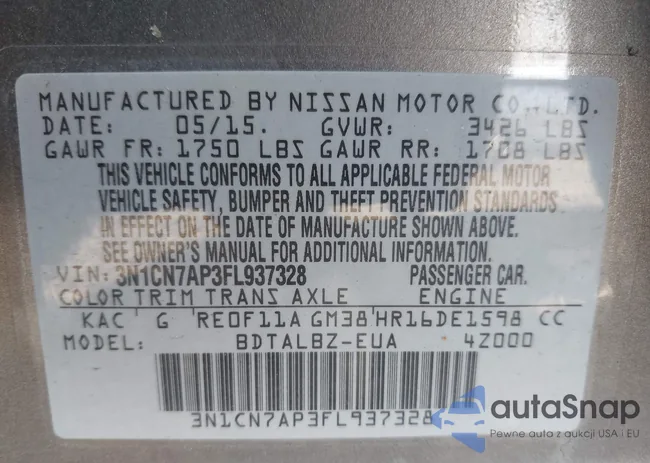 MANUFACTURED BY NISSAN MOTOR CO., LTD.
DATE: 05/15. GVWR: 3426 LBS
GAWR FR: 1750 LBS GAWR RR: 1708 LBS
THIS VEHICLE CONFORMS TO ALL APPLICABLE FEDERAL MOTOR
VEHICLE SAFETY, BUMPER AND THEFT PREVENTION STANDARDS
IN EFFECT ON THE DATE OF MANUFACTURE SHOWN ABOVE.
SEE OWNER'S MANUAL FOR ADDITIONAL INFORMATION.
VIN: 3N1CN7AP3FL937328 PASSENGER CAR.
COLOR TRIM TRANS AXLE ENGINE
KAC G RE0F11A GM38 HR16DE1598 CC
MODEL: BDTALBZ-EUA 4Z000
3N1CN7AP3FL937328
autaSnap
Pewne auta z aukcji USA i EU